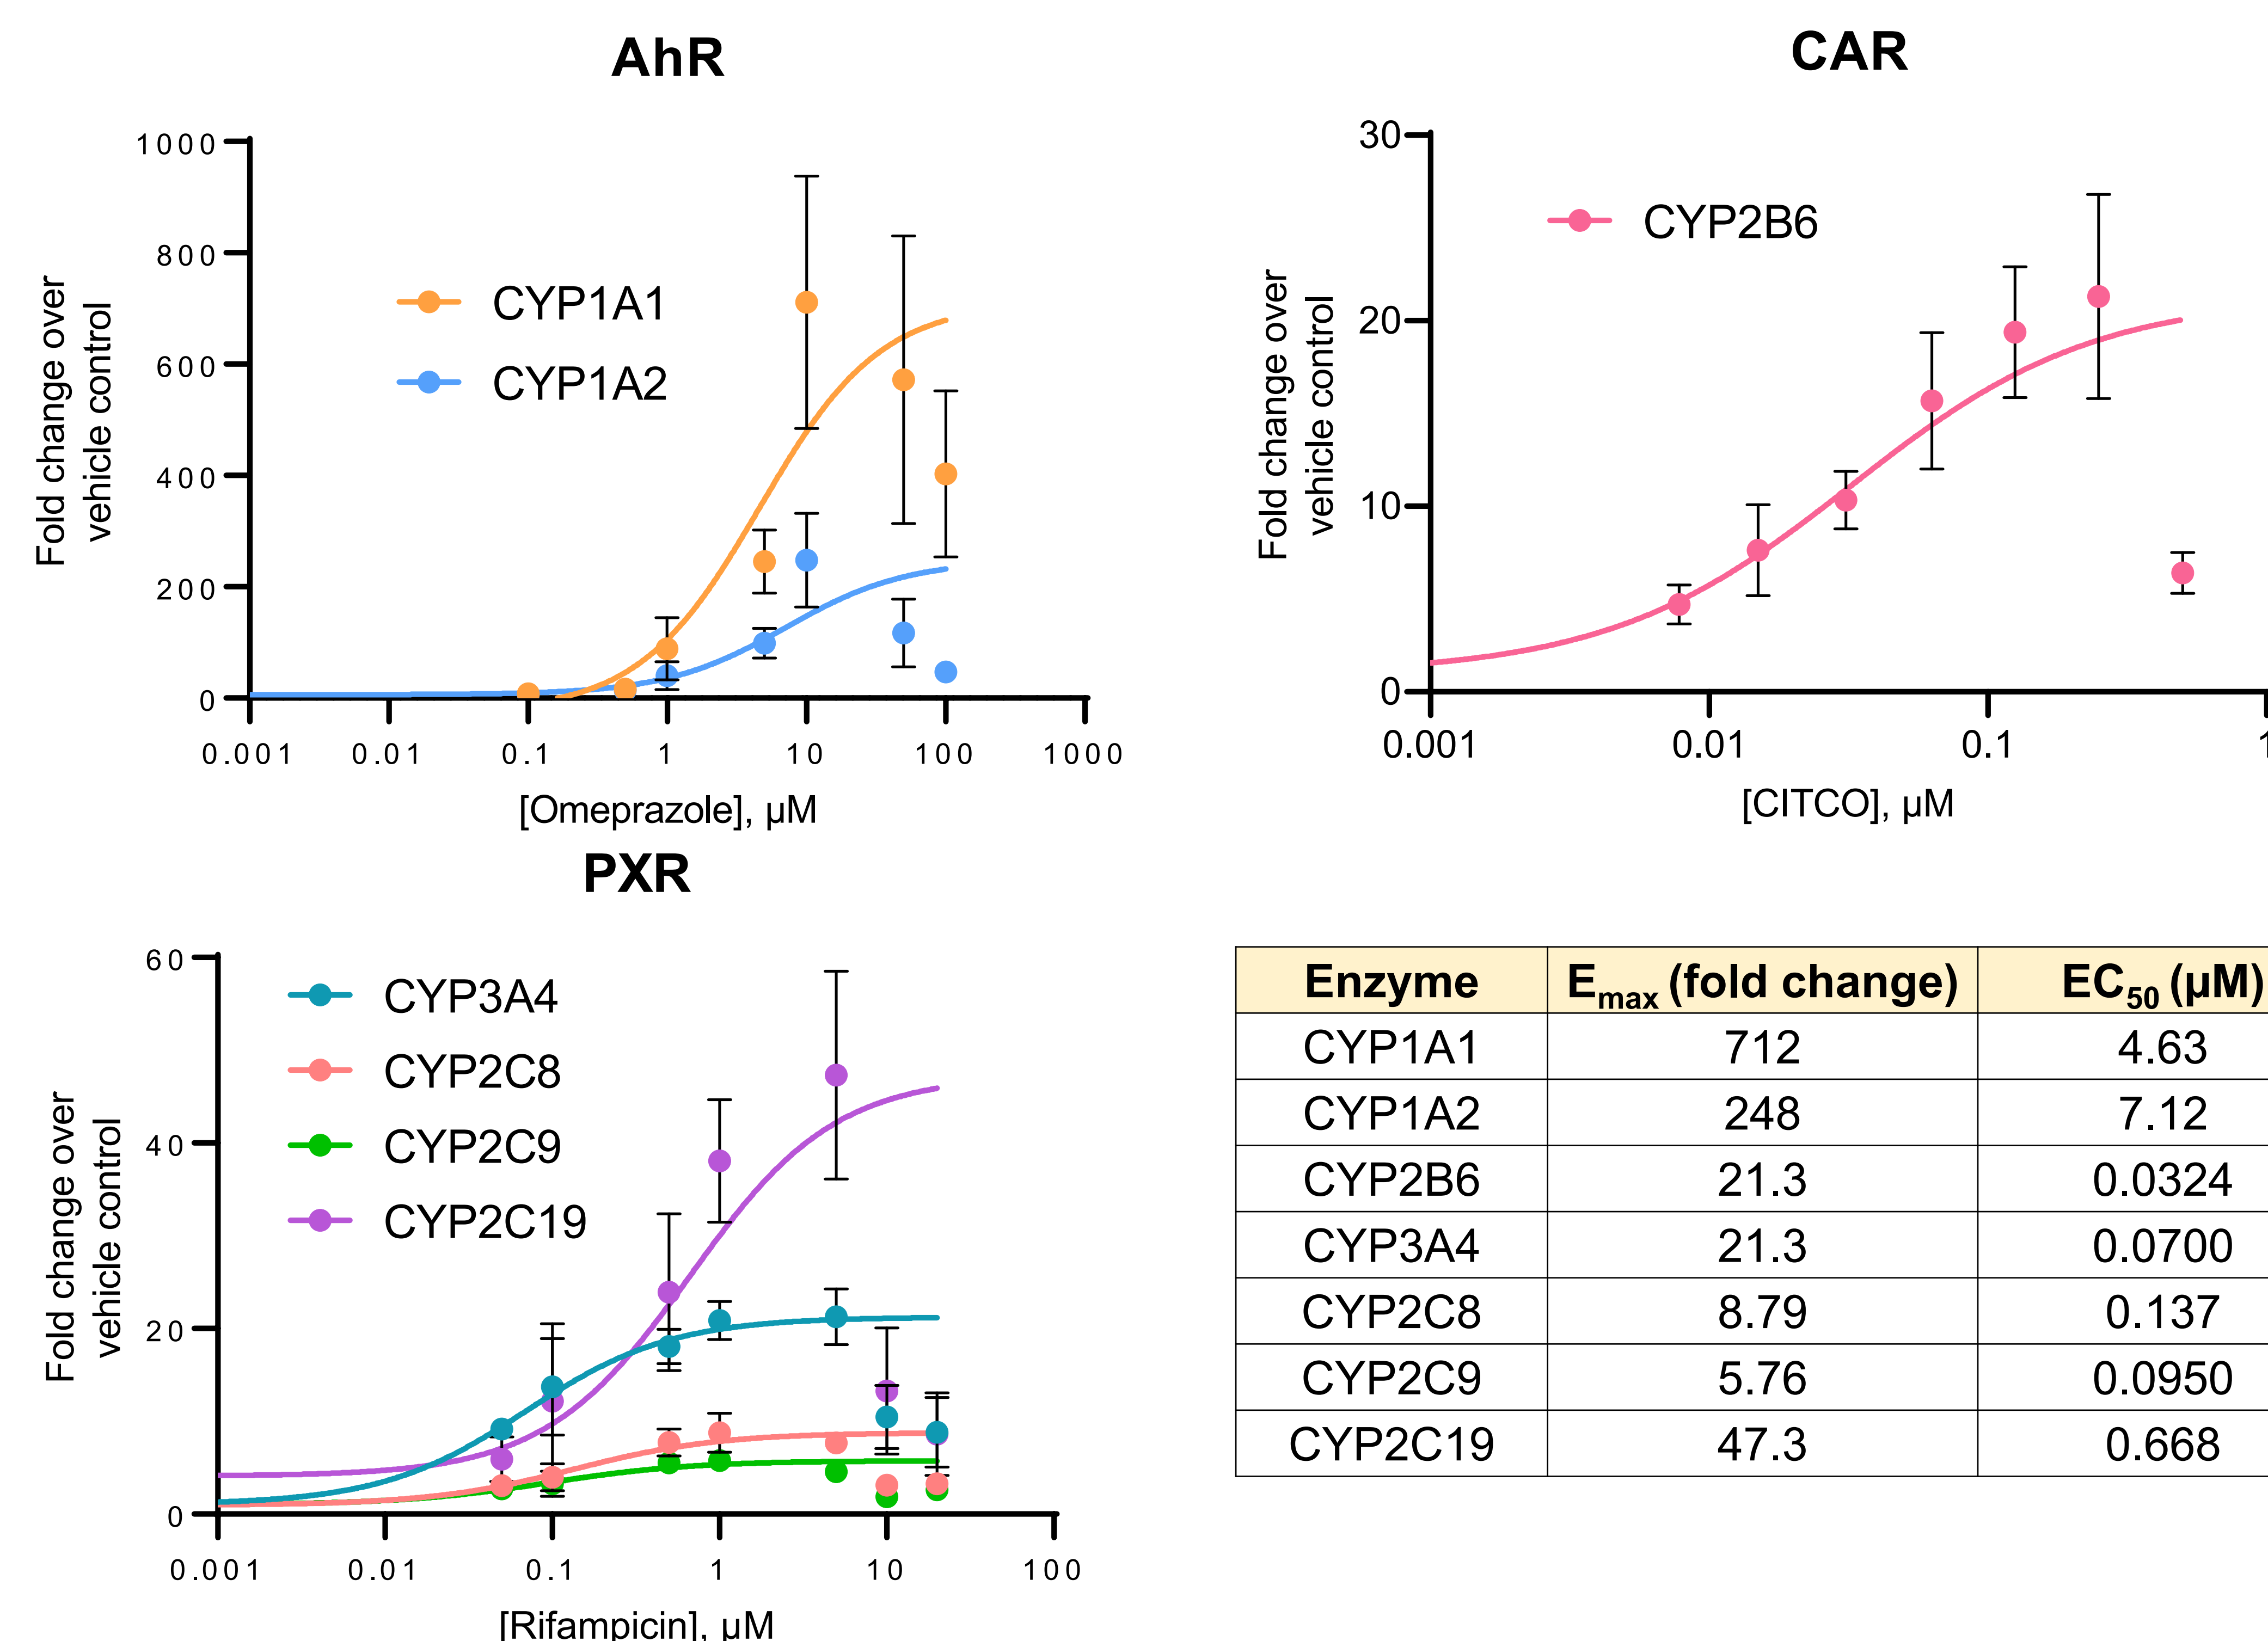 AhR
Fold change over
vehicle control
1000
800
600
400
200
0
CYP1A1
CYP1A2
0.001 0.01 0.1 1 10 100 1000
[Omeprazole], µM
CAR
Fold change over
vehicle control
30
20
10
0
CYP2B6
0.001 0.01 0.1 1
[CITCO], µM
PXR
Fold change over
vehicle control
60
40
20
0
CYP3A4
CYP2C8
CYP2C9
CYP2C19
0.001 0.01 0.1 1 10 100
[Rifampicin], µM
Enzyme Emax (fold change) EC50 (µM)
CYP1A1 712 4.63
CYP1A2 248 7.12
CYP2B6 21.3 0.0324
CYP3A4 21.3 0.0700
CYP2C8 8.79 0.137
CYP2C9 5.76 0.0950
CYP2C19 47.3 0.668